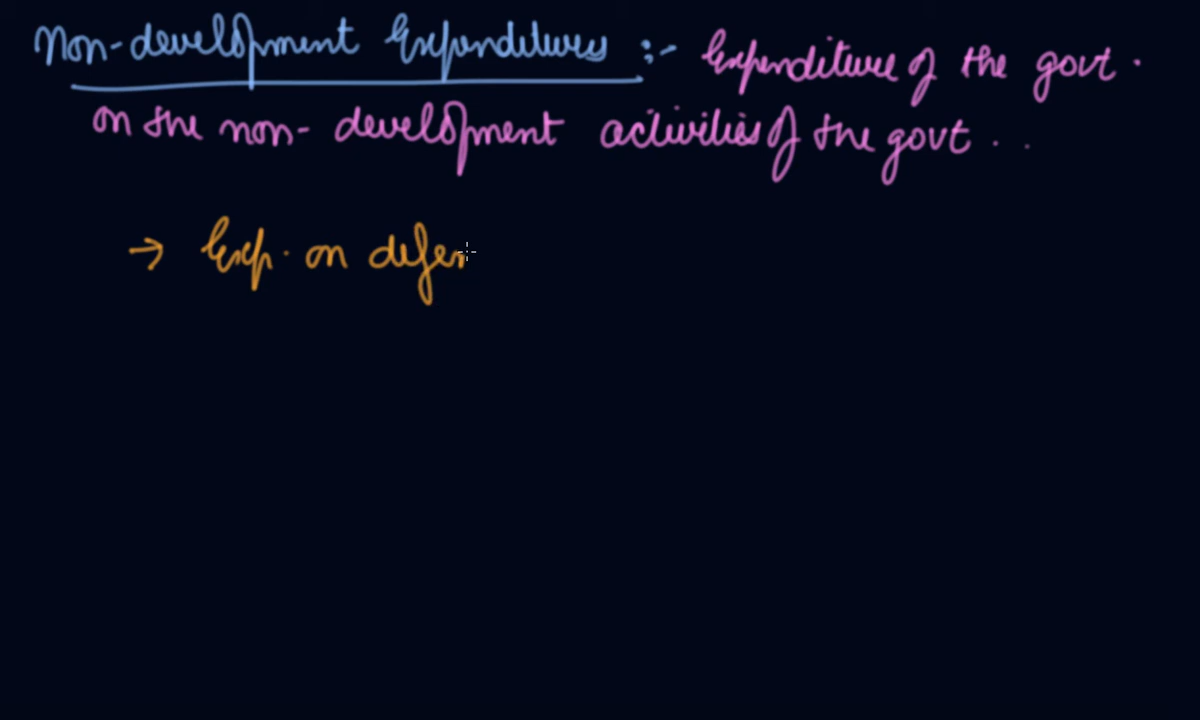 Non-development Expenditures :- Expenditure of the govt.
on the non-development activities of the govt..
→ Exp. on defen